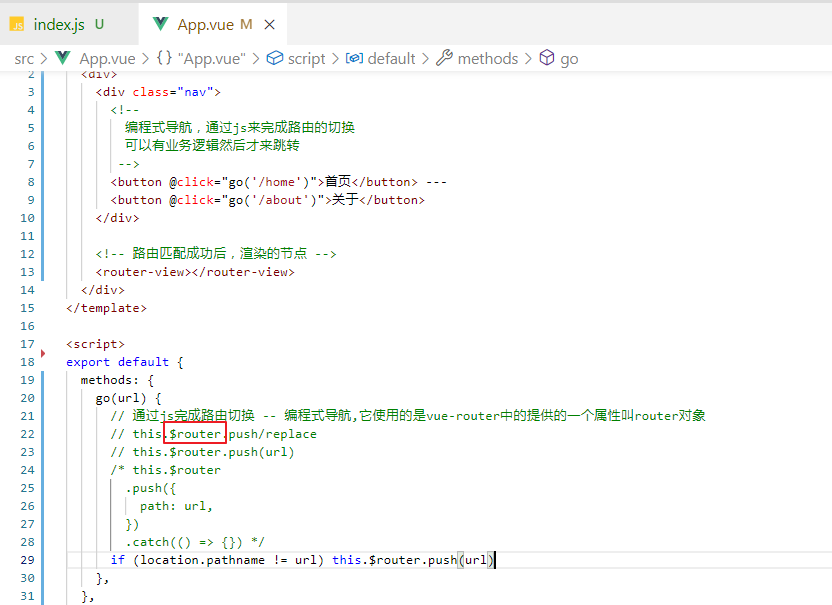 JS index.js U
App.vue M ×
src > App.vue > {} "App.vue" > script > default > methods > go
2 <div>
3 <div class="nav">
4 <!--
5 编程式导航，通过js来完成路由的切换
6 可以有业务逻辑然后才来跳转
7 -->
8 <button @click="go('/home')">首页</button> ---
9 <button @click="go('/about')">关于</button>
10 </div>
11
12 <!-- 路由匹配成功后，渲染的节点 -->
13 <router-view></router-view>
14 </div>
15 </template>
16
17 <script>
18 export default {
19 methods: {
20 go(url) {
21 // 通过js完成路由切换 -- 编程式导航,它使用的是vue-router中的提供的一个属性叫router对象
22 // this.$router.push/replace
23 // this.$router.push(url)
24 /* this.$router
25 .push({
26 path: url,
27 })
28 .catch(() => {}) */
29 if (location.pathname != url) this.$router.push(url)
30 },
31 },